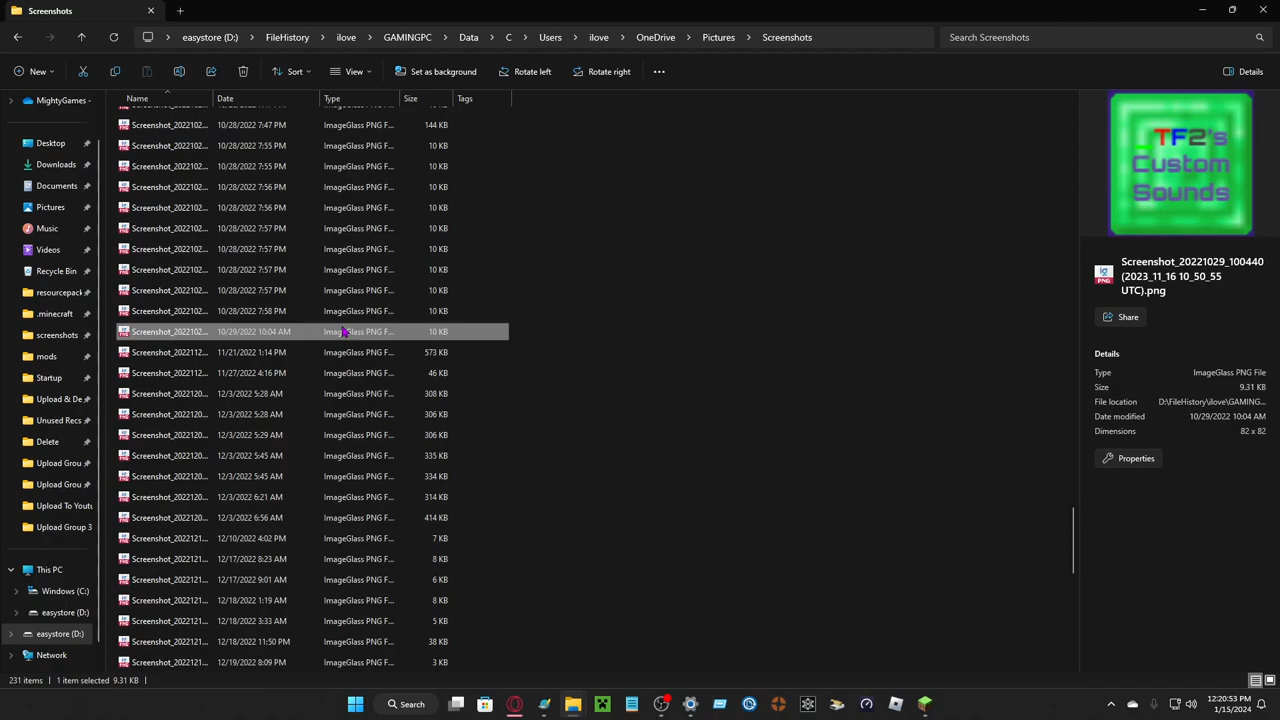 Screenshots
easystore (D:) > FileHistory > ilove > GAMINGPC > Data > C > Users > ilove > OneDrive > Pictures > Screenshots
Search Screenshots
New
Sort
View
Set as background
Rotate left
Rotate right
Details
Name Date Type Size Tags
MightyGames -
Desktop
Downloads
Documents
Pictures
Music
Videos
Recycle Bin
resourcepack
.minecraft
screenshots
mods
Startup
Upload & De
Unused Recs
Delete
Upload Grou
Upload Grou
Upload To Youtu
Upload Group 3
This PC
Windows (C:)
easystore (D:)
easystore (D:)
Network
Screenshot_2022102... 10/28/2022 7:47 PM ImageGlass PNG F... 144 KB
Screenshot_2022102... 10/28/2022 7:55 PM ImageGlass PNG F... 10 KB
Screenshot_2022102... 10/28/2022 7:55 PM ImageGlass PNG F... 10 KB
Screenshot_2022102... 10/28/2022 7:56 PM ImageGlass PNG F... 10 KB
Screenshot_2022102... 10/28/2022 7:56 PM ImageGlass PNG F... 10 KB
Screenshot_2022102... 10/28/2022 7:57 PM ImageGlass PNG F... 10 KB
Screenshot_2022102... 10/28/2022 7:57 PM ImageGlass PNG F... 10 KB
Screenshot_2022102... 10/28/2022 7:57 PM ImageGlass PNG F... 10 KB
Screenshot_2022102... 10/28/2022 7:57 PM ImageGlass PNG F... 10 KB
Screenshot_2022102... 10/28/2022 7:58 PM ImageGlass PNG F... 10 KB
Screenshot_2022102... 10/29/2022 10:04 AM ImageGlass PNG F... 10 KB
Screenshot_2022112... 11/21/2022 1:14 PM ImageGlass PNG F... 573 KB
Screenshot_2022112... 11/27/2022 4:16 PM ImageGlass PNG F... 46 KB
Screenshot_2022120... 12/3/2022 5:28 AM ImageGlass PNG F... 308 KB
Screenshot_2022120... 12/3/2022 5:28 AM ImageGlass PNG F... 306 KB
Screenshot_2022120... 12/3/2022 5:29 AM ImageGlass PNG F... 306 KB
Screenshot_2022120... 12/3/2022 5:45 AM ImageGlass PNG F... 335 KB
Screenshot_2022120... 12/3/2022 5:45 AM ImageGlass PNG F... 334 KB
Screenshot_2022120... 12/3/2022 6:21 AM ImageGlass PNG F... 314 KB
Screenshot_2022120... 12/3/2022 6:56 AM ImageGlass PNG F... 414 KB
Screenshot_2022121... 12/10/2022 4:02 PM ImageGlass PNG F... 7 KB
Screenshot_2022121... 12/17/2022 8:23 AM ImageGlass PNG F... 8 KB
Screenshot_2022121... 12/17/2022 9:01 AM ImageGlass PNG F... 6 KB
Screenshot_2022121... 12/18/2022 1:19 AM ImageGlass PNG F... 8 KB
Screenshot_2022121... 12/18/2022 3:33 AM ImageGlass PNG F... 5 KB
Screenshot_2022121... 12/18/2022 11:50 PM ImageGlass PNG F... 38 KB
Screenshot_2022121... 12/19/2022 8:09 PM ImageGlass PNG F... 3 KB
_TF2's
Custom
Sounds
Screenshot_20221029_100440
(2023_11_16 10_50_55
UTC).png
Share
Details
Type ImageGlass PNG File
Size 9.31 KB
File location D:\FileHistory\ilove\GAMING...
Date modified 10/29/2022 10:04 AM
Dimensions 82 x 82
Properties
231 items 1 item selected 9.31 KB
Search
12:20:53 PM
1/15/2024